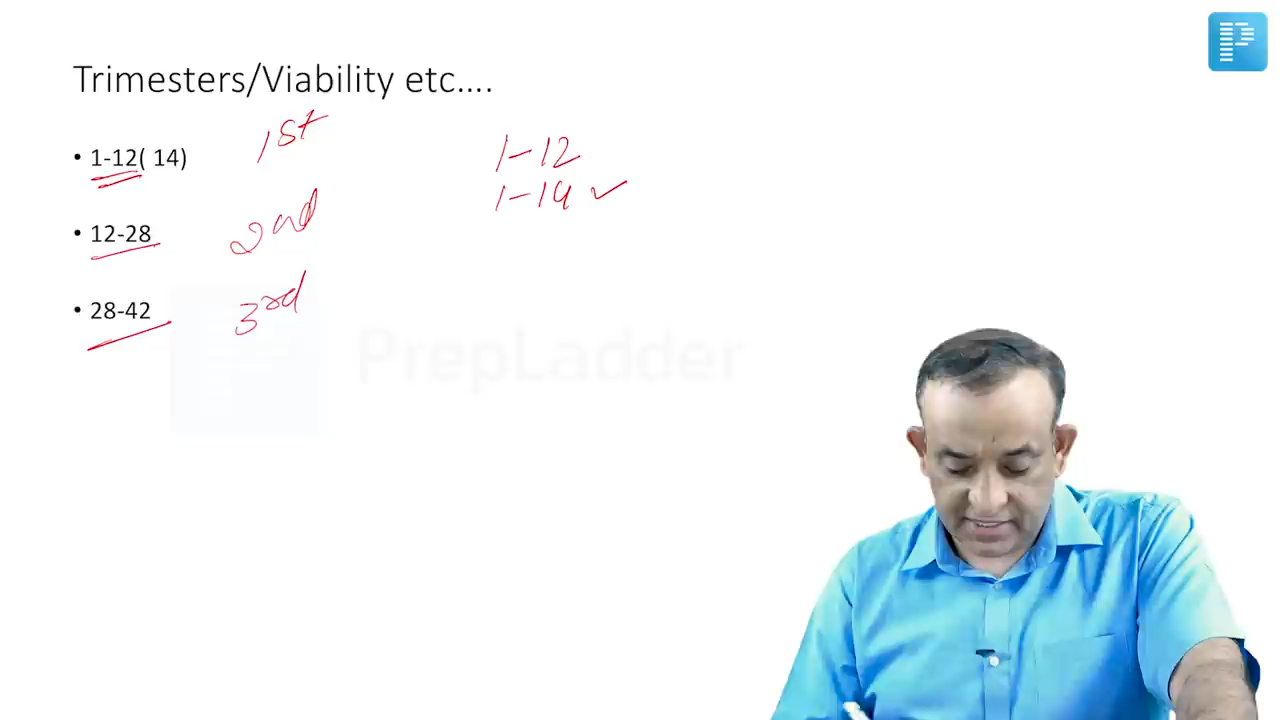 Trimesters/Viability etc....
• 1-12( 14) 1st
1-12
1-14 ✓
• 12-28 2nd
• 28-42 3rd
PrepLadder
P